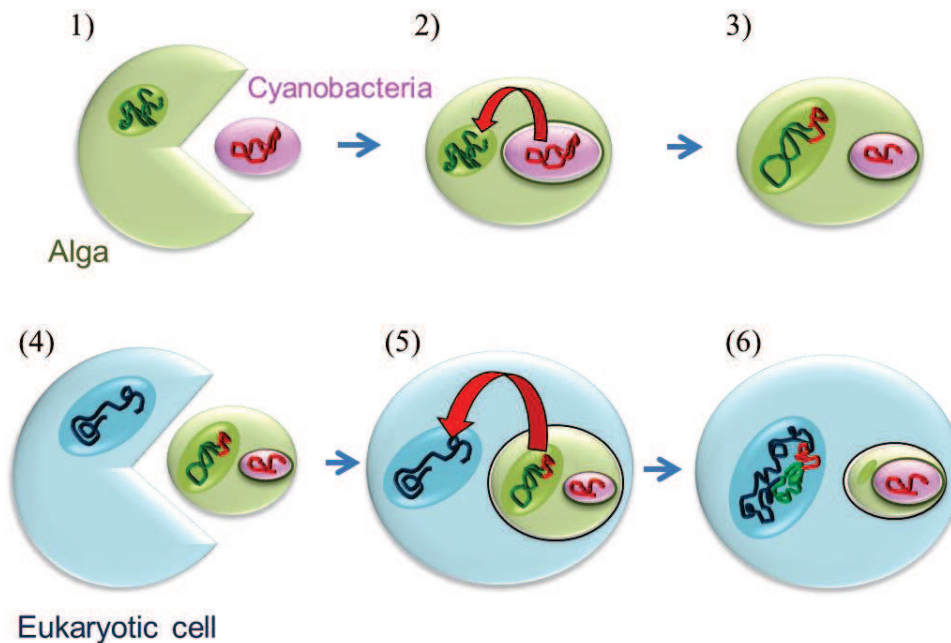 1)
2)
3)
Cyanobacteria
Alga
(4)
(5)
(6)
Eukaryotic cell